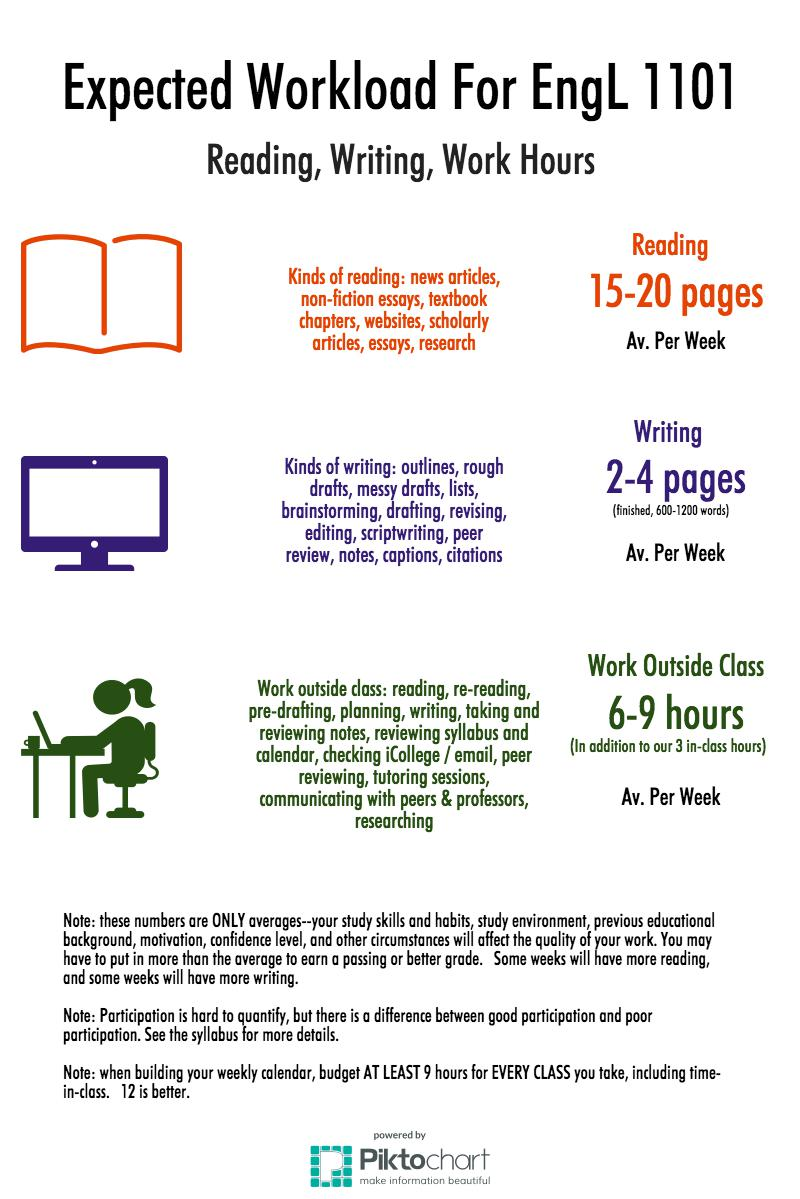 Expected Workload For EngL 1101
Reading, Writing, Work Hours
Kinds of reading: news articles,
non-fiction essays, textbook
chapters, websites, scholarly
articles, essays, research
Reading
15-20 pages
Av. Per Week
Kinds of writing: outlines, rough
drafts, messy drafts, lists,
brainstorming, drafting, revising,
editing, scriptwriting, peer
review, notes, captions, citations
Writing
2-4 pages
(finished, 600-1200 words)
Av. Per Week
Work outside class: reading, re-reading,
pre-drafting, planning, writing, taking and
reviewing notes, reviewing syllabus and
calendar, checking iCollege / email, peer
reviewing, tutoring sessions,
communicating with peers & professors,
researching
Work Outside Class
6-9 hours
(In addition to our 3 in-class hours)
Av. Per Week
Note: these numbers are ONLY averages--your study skills and habits, study environment, previous educational
background, motivation, confidence level, and other circumstances will affect the quality of your work. You may
have to put in more than the average to earn a passing or better grade.   Some weeks will have more reading,
and some weeks will have more writing.
Note: Participation is hard to quantify, but there is a difference between good participation and poor
participation. See the syllabus for more details.
Note: when building your weekly calendar, budget AT LEAST 9 hours for EVERY CLASS you take, including time-
in-class.   12 is better.
powered by
Piktochart
make information beautiful